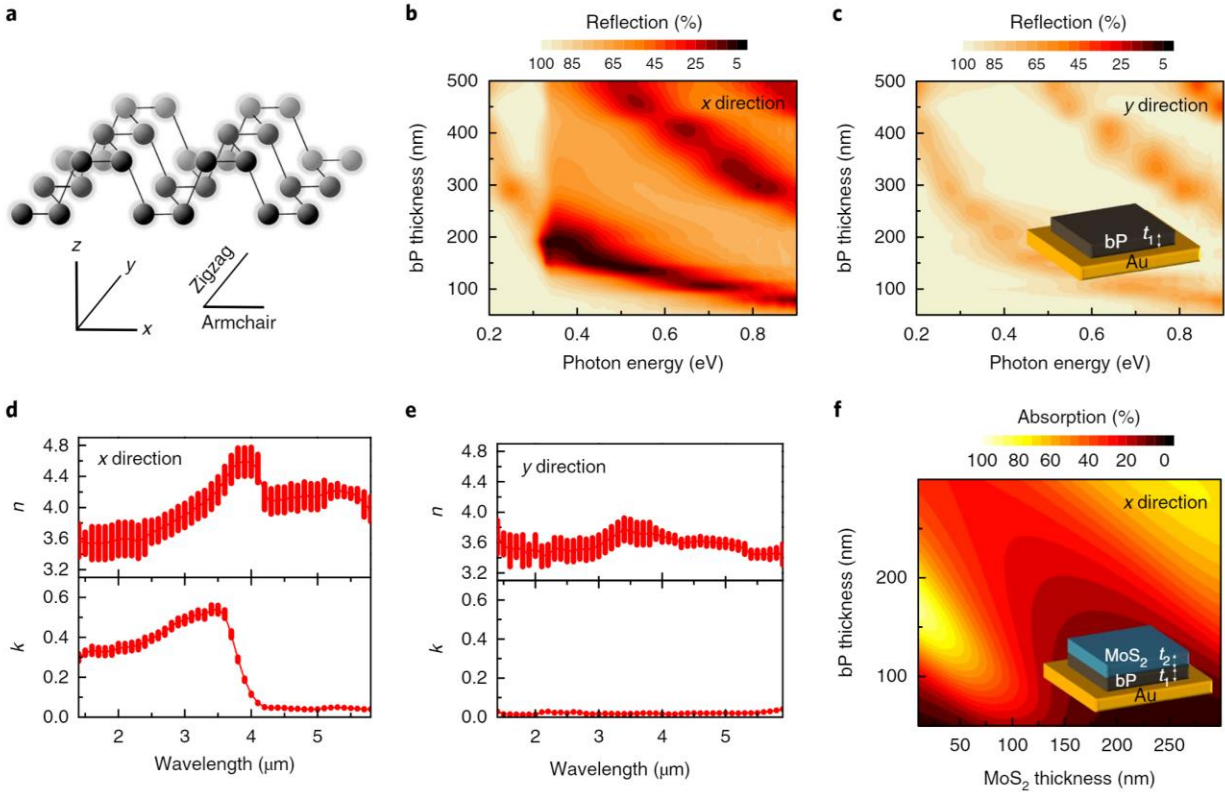 a
z
y
x
Zigzag
Armchair
b
Reflection (%)
100 85 65 45 25 5
x direction
bP thickness (nm)
500
400
300
200
100
0.2 0.4 0.6 0.8
Photon energy (eV)
c
Reflection (%)
100 85 65 45 25 5
y direction
bP thickness (nm)
500
400
300
200
100
bP t1
Au
0.2 0.4 0.6 0.8
Photon energy (eV)
d
x direction
n
4.8
4.4
4.0
3.6
3.2
k
0.6
0.4
0.2
0.0
2 3 4 5
Wavelength (μm)
e
y direction
n
4.8
4.4
4.0
3.6
3.2
k
0.6
0.4
0.2
0.0
2 3 4 5
Wavelength (μm)
f
Absorption (%)
100 80 60 40 20 0
x direction
bP thickness (nm)
200
100
MoS2 t2
bP t1
Au
50 100 150 200 250
MoS2 thickness (nm)